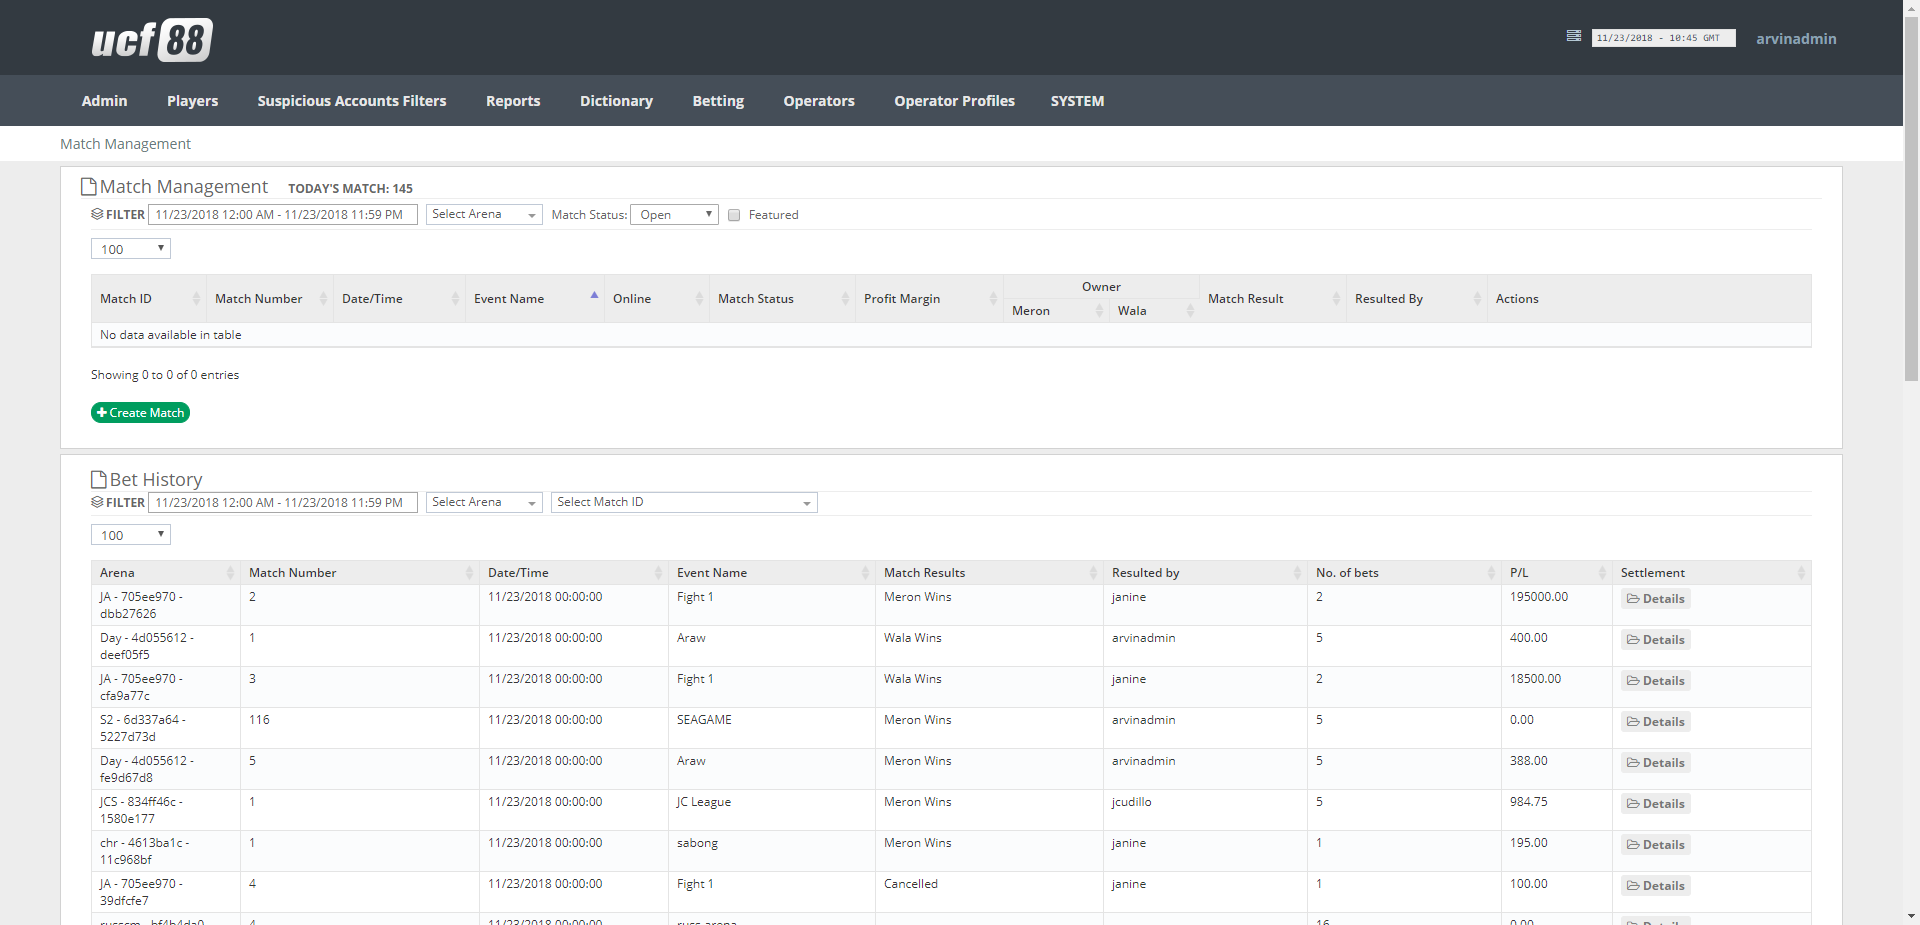 ucf88
11/23/2018 - 10:45 GMT
arvinadmin
Admin Players Suspicious Accounts Filters Reports Dictionary Betting Operators Operator Profiles SYSTEM
Match Management
Match Management TODAY'S MATCH: 145
FILTER 11/23/2018 12:00 AM - 11/23/2018 11:59 PM Select Arena Match Status: Open Featured
100
Owner
Match ID Match Number Date/Time Event Name Online Match Status Profit Margin Match Result Resulted By Actions
Meron Wala
No data available in table
Showing 0 to 0 of 0 entries
Create Match
Bet History
FILTER 11/23/2018 12:00 AM - 11/23/2018 11:59 PM Select Arena Select Match ID
100
Arena Match Number Date/Time Event Name Match Results Resulted by No. of bets P/L Settlement
JA - 705ee970 - 2 11/23/2018 00:00:00 Fight 1 Meron Wins janine 2 195000.00 Details
dbb27626
Day - 4d055612 - 1 11/23/2018 00:00:00 Araw Wala Wins arvinadmin 5 400.00 Details
deef05f5
JA - 705ee970 - 3 11/23/2018 00:00:00 Fight 1 Wala Wins janine 2 18500.00 Details
cfa9a77c
S2 - 6d337a64 - 116 11/23/2018 00:00:00 SEAGAME Meron Wins arvinadmin 5 0.00 Details
5227d73d
Day - 4d055612 - 5 11/23/2018 00:00:00 Araw Meron Wins arvinadmin 5 388.00 Details
fe9d67d8
JCS - 834ff46c - 1 11/23/2018 00:00:00 JC League Meron Wins jcudillo 5 984.75 Details
1580e177
chr - 4613ba1c - 1 11/23/2018 00:00:00 sabong Meron Wins janine 1 195.00 Details
11c968bf
JA - 705ee970 - 4 11/23/2018 00:00:00 Fight 1 Cancelled janine 1 100.00 Details
39dfcfe7
4 11/23/2018 00:00:00 russ arena 16 0.00 Details